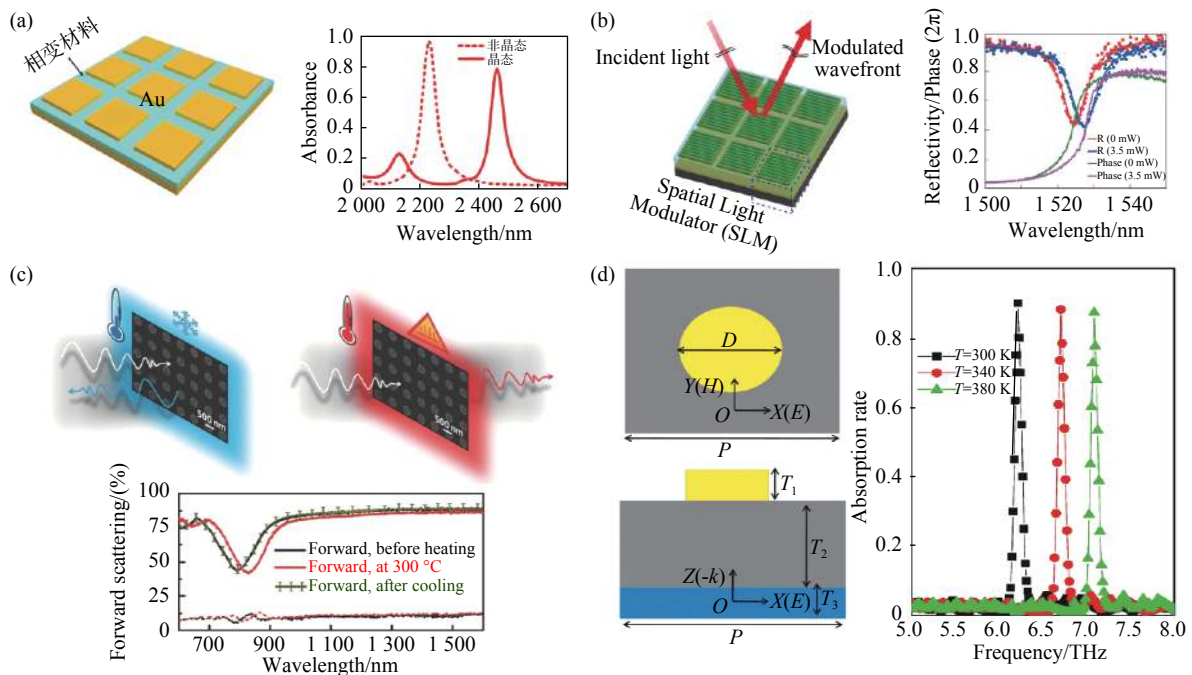 (a)
相变材料
Au
Absorbance
1.0
0.8
0.6
0.4
0.2
0
2 000
2 200
2 400
2 600
Wavelength/nm
非晶态
晶态
(b)
Incident light
Modulated
wavefront
Spatial Light
Modulator (SLM)
Reflectivity/Phase (2π)
1.0
0.8
0.6
0.4
0.2
0
R (0 mW)
R (3.5 mW)
Phase (0 mW)
Phase (3.5 mW)
1 500
1 520
1 540
Wavelength/nm
(c)
500 nm
500 nm
Forward scattering/(%)
100
75
50
25
0
Forward, before heating
Forward, at 300 °C
Forward, after cooling
700
900
1 100
1 300
1 500
Wavelength/nm
(d)
D
Y(H)
O
X(E)
P
T1
T2
Z(-k)
O
X(E)
T3
P
Absorption rate
1.0
0.8
0.6
0.4
0.2
0
T=300 K
T=340 K
T=380 K
5.0
5.5
6.0
6.5
7.0
7.5
8.0
Frequency/THz